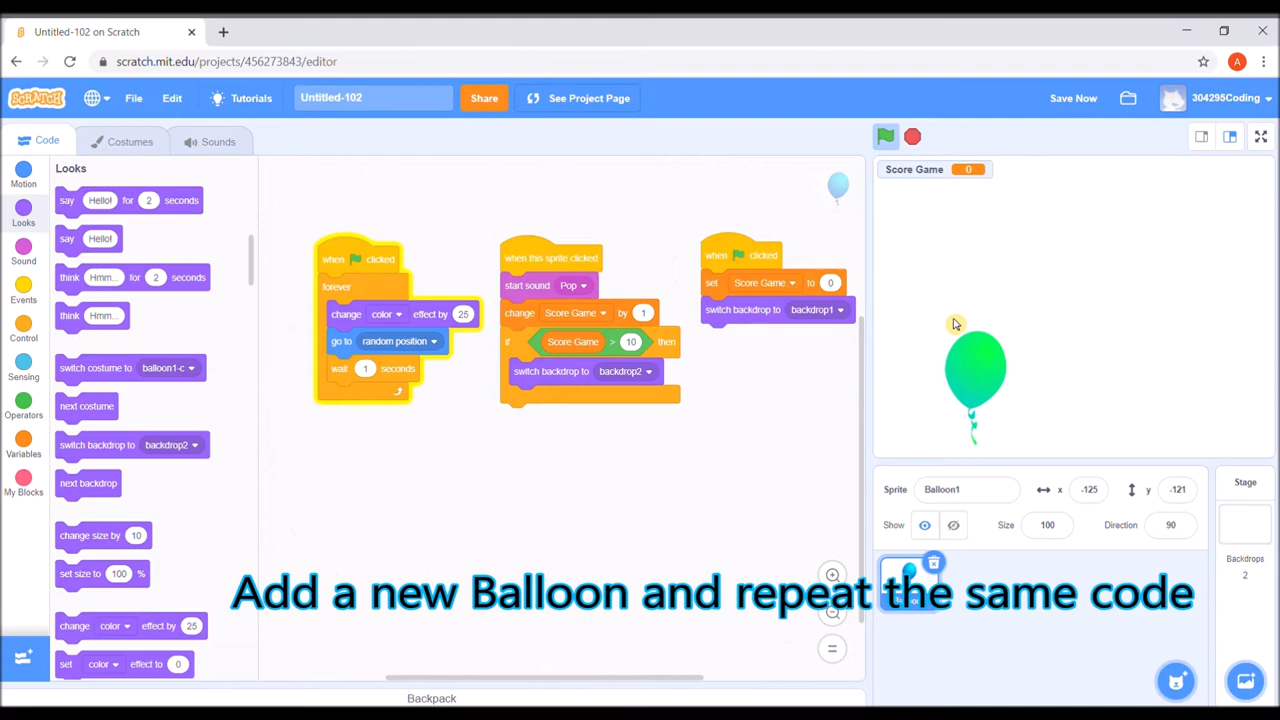 Untitled-102 on Scratch
scratch.mit.edu/projects/456273843/editor
A
SCRATCH
File
Edit
Tutorials
Untitled-102
Share
See Project Page
Save Now
304295Coding
Code
Costumes
Sounds
Motion
Looks
Sound
Events
Control
Sensing
Operators
Variables
My Blocks
Looks
say Hello! for 2 seconds
say Hello!
think Hmm... for 2 seconds
think Hmm...
switch costume to balloon1-c
next costume
switch backdrop to backdrop2
next backdrop
change size by 10
set size to 100 %
change color effect by 25
set color effect to 0
when clicked
forever
change color effect by 25
go to random position
wait 1 seconds
when this sprite clicked
start sound Pop
change Score Game by 1
if Score Game > 10 then
switch backdrop to backdrop2
when clicked
set Score Game to 0
switch backdrop to backdrop1
Score Game 0
Sprite Balloon1 x -125 y -121
Show Size 100 Direction 90
Stage
Backdrops
2
Add a new Balloon and repeat the same code
Backpack